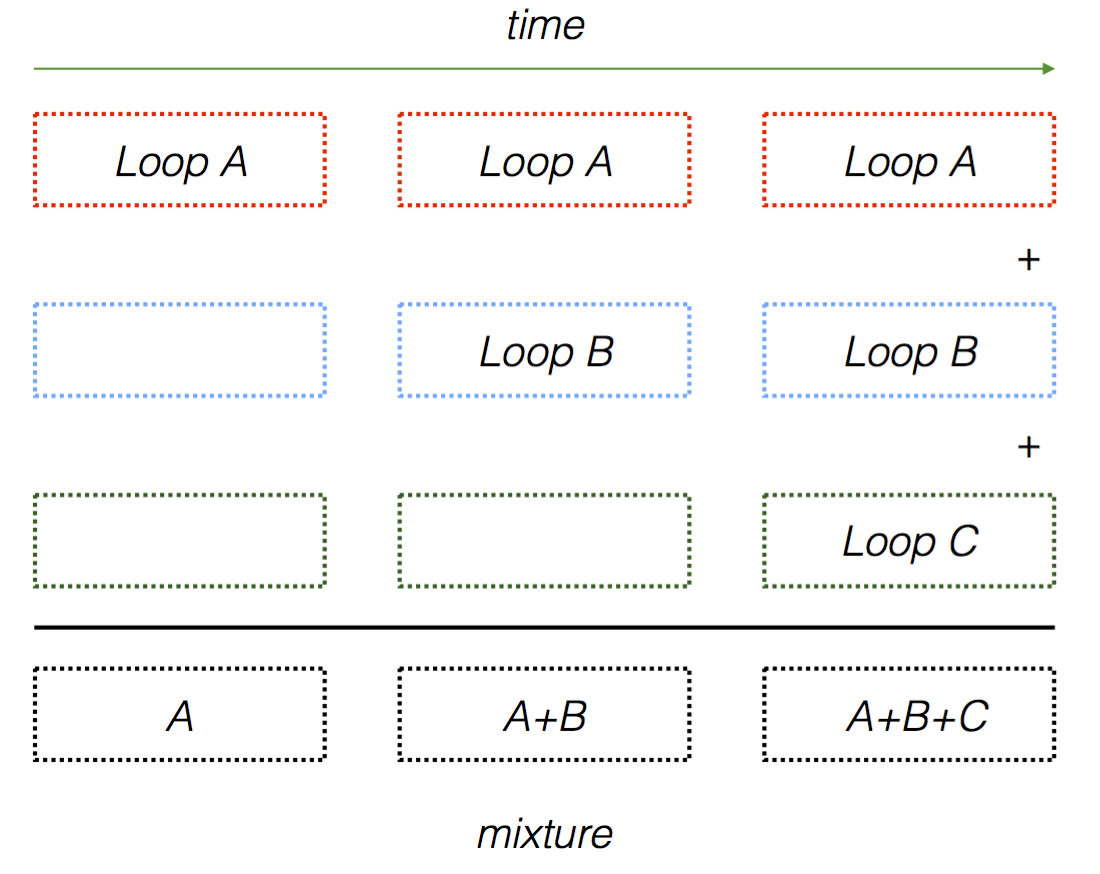 time
Loop A Loop A Loop A
+
Loop B Loop B
+
Loop C
A A+B A+B+C
mixture